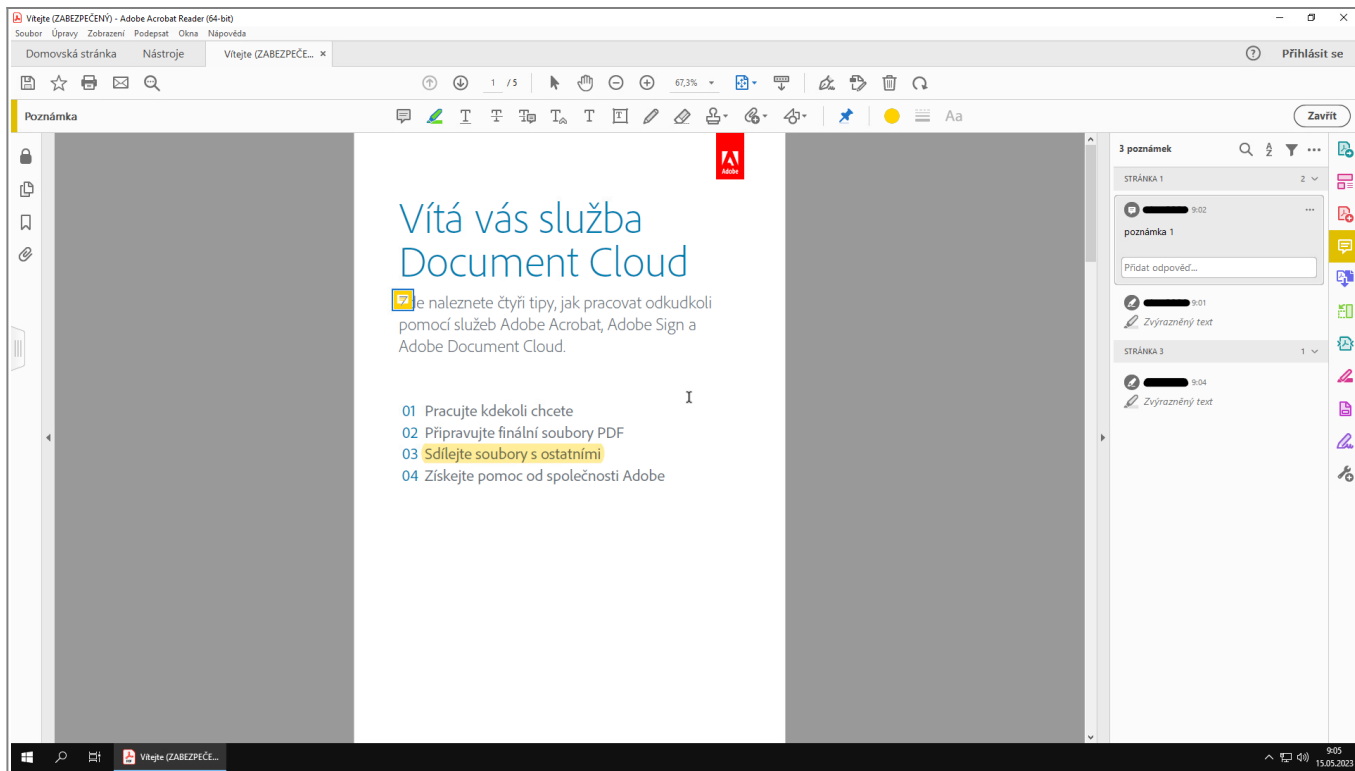 Vítejte (ZABEZPEČENÝ) - Adobe Acrobat Reader (64-bit)
Soubor Úpravy Zobrazení Podepsat Okna Nápověda
Domovská stránka Nástroje Vítejte (ZABEZPEČE... ×
Přihlásit se
1 / 5
67,3%
Poznámka
Aa
Zavřít
Adobe
Vítá vás služba
Document Cloud
de naleznete čtyři tipy, jak pracovat odkudkoli
pomocí služeb Adobe Acrobat, Adobe Sign a
Adobe Document Cloud.
01 Pracujte kdekoli chcete
02 Připravujte finální soubory PDF
03 Sdílejte soubory s ostatními
04 Získejte pomoc od společnosti Adobe
3 poznámek
STRÁNKA 1 2
9:02
poznámka 1
Přidat odpověď...
9:01
Zvýrazněný text
STRÁNKA 3 1
9:04
Zvýrazněný text
Vítejte (ZABEZPEČE...
9:05
15.05.2023